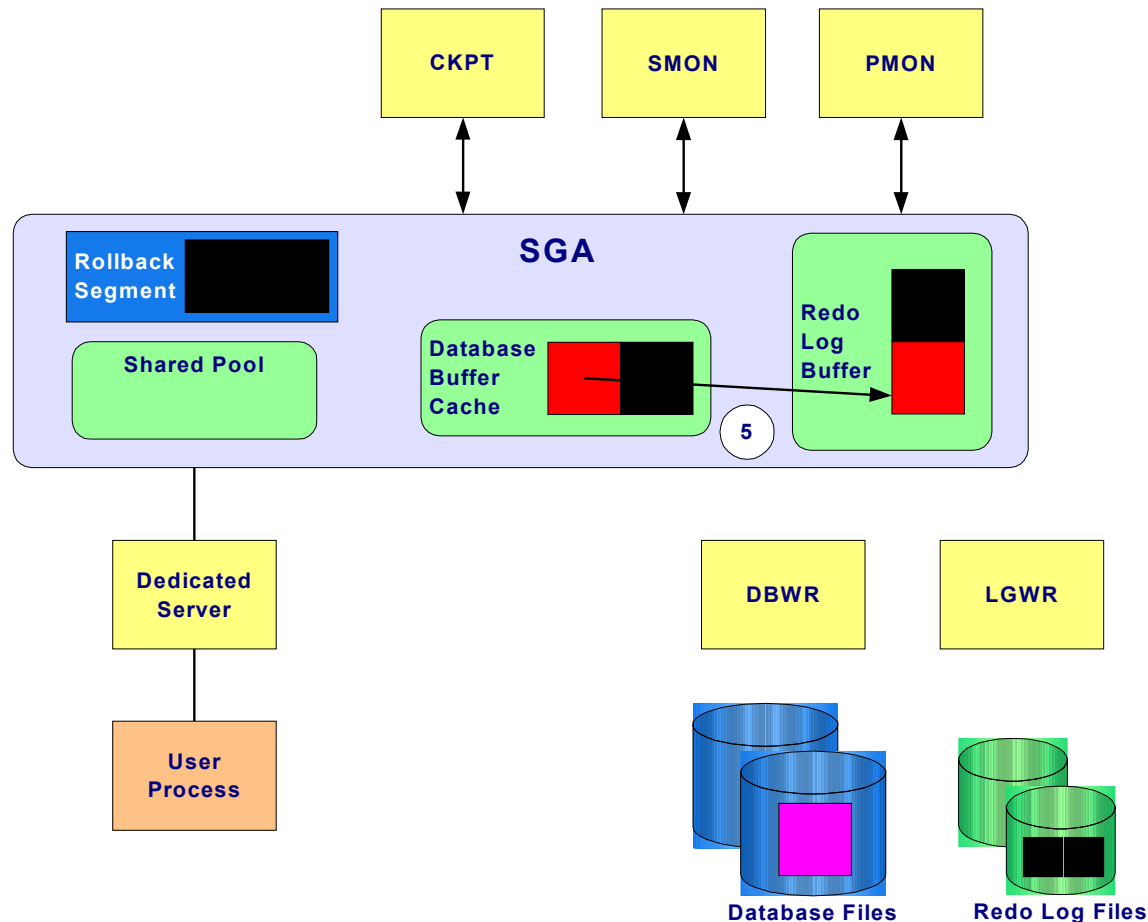 CKPT
SMON
PMON
SGA
Rollback
Segment
Shared Pool
Database
Buffer
Cache
Redo
Log
Buffer
5
Dedicated
Server
DBWR
LGWR
User
Process
Database Files
Redo Log Files